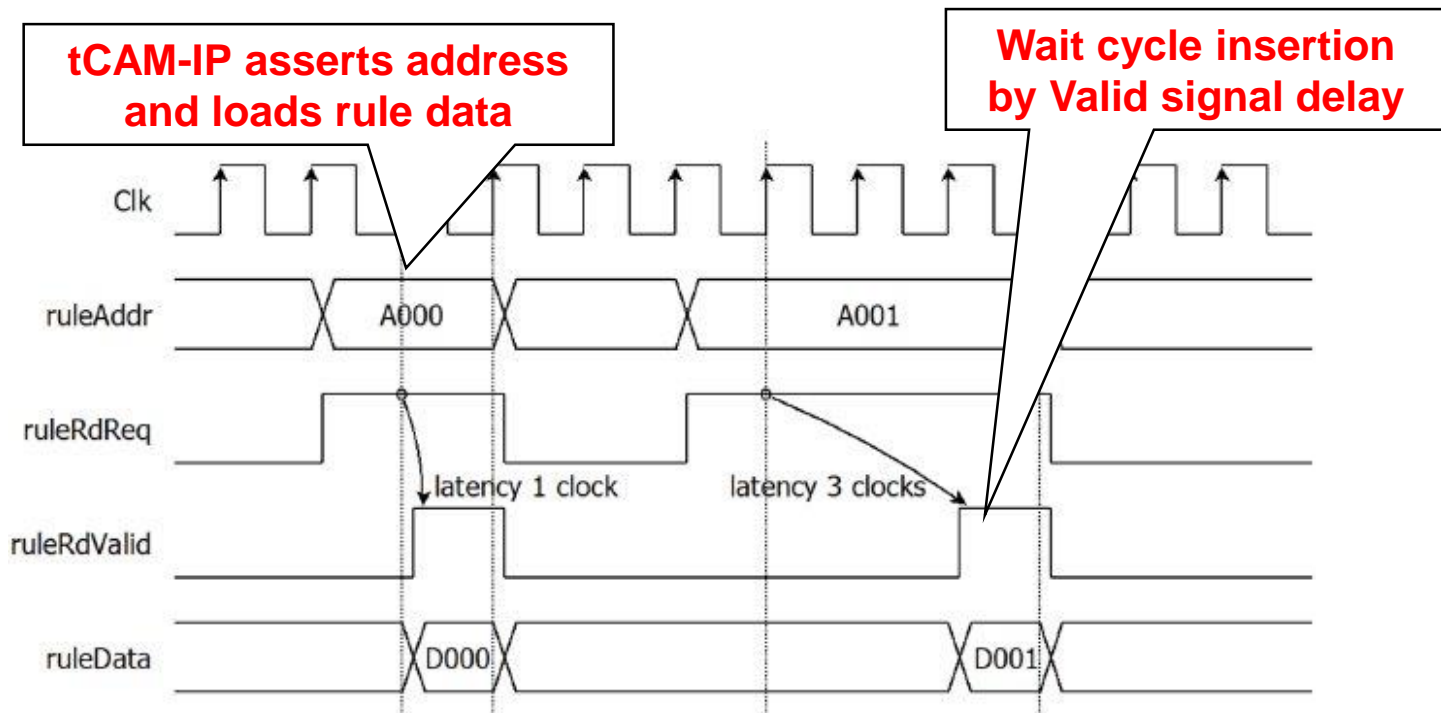 tCAM-IP asserts address
and loads rule data
Wait cycle insertion
by Valid signal delay
Clk
ruleAddr
A000
A001
ruleRdReq
latency 1 clock
latency 3 clocks
ruleRdValid
ruleData
D000
D001